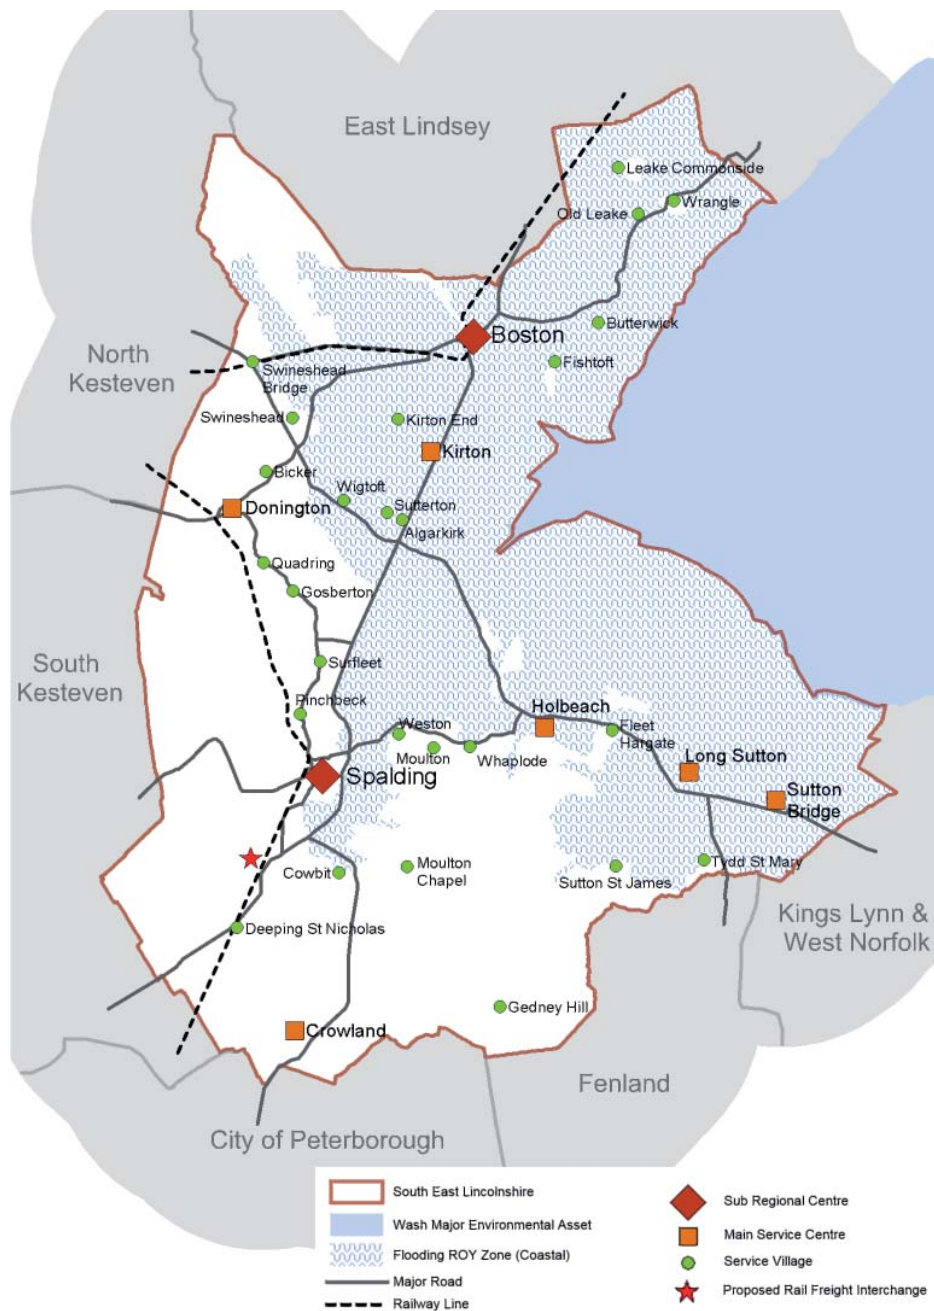 East Lindsey
Leake Commonside
Wrangle
Old Leake
Butterwick
Boston
Fishtoft
North
Kesteven
Swineshead
Bridge
Swineshead
Kirton End
Kirton
Bicker
Wigtoft
Donington
Sutterton
Algarkirk
Quadring
Gosberton
South
Kesteven
Surfleet
Pinchbeck
Weston
Holbeach
Fleet
Hargate
Moulton
Whaplode
Long Sutton
Spalding
Sutton
Bridge
Cowbit
Moulton
Chapel
Sutton St James
Tydd St Mary
Kings Lynn &
West Norfolk
Deeping St Nicholas
Gedney Hill
Crowland
Fenland
City of Peterborough
South East Lincolnshire
Wash Major Environmental Asset
Flooding ROY Zone (Coastal)
Major Road
Railway Line
Sub Regional Centre
Main Service Centre
Service Village
Proposed Rail Freight Interchange